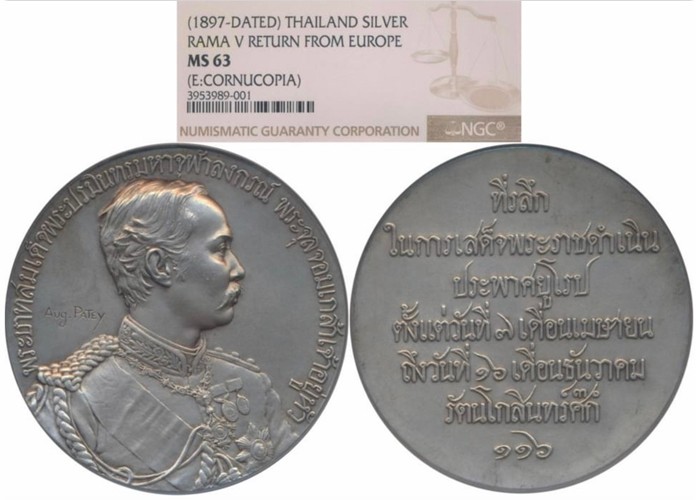 (1897-DATED) THAILAND SILVER
RAMA V RETURN FROM EUROPE
MS 63
(E:CORNUCOPIA)
3953989-001
NUMISMATIC GUARANTY CORPORATION
NGC®
พระบาทสมเดจ์พระปรมินทรมหาจุฬาลงกรณ์ พระจุลจอมเกล้าเจ้าอยู่หัว
Aug. PATEY
ที่รฦก
ในการเสด็จพระราชดำเนิน
ประพาศยุโรป
ตั้งแต่วันที่ ๗ เดือนเมษายน
ถึงวันที่ ๑๖ เดือนธันวาคม
รัตนโกสินทร์ศก๊
๑๑๖